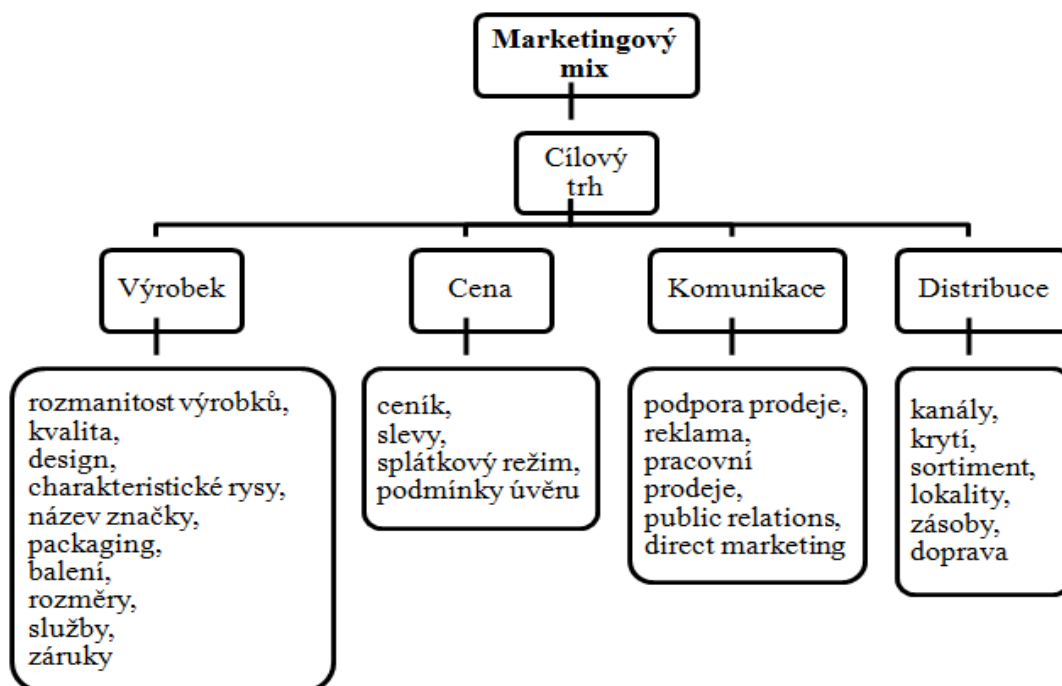 Marketingový
mix
Cílový
trh
Výrobek
Cena
Komunikace
Distribuce
rozmanitost výrobků,
kvalita,
design,
charakteristické rysy,
název značky,
packaging,
balení,
rozměry,
služby,
záruky
ceník,
slevy,
splátkový režim,
podmínky úvěru
podpora prodeje,
reklama,
pracovní
prodeje,
public relations,
direct marketing
kanály,
krytí,
sortiment,
lokality,
zásoby,
doprava